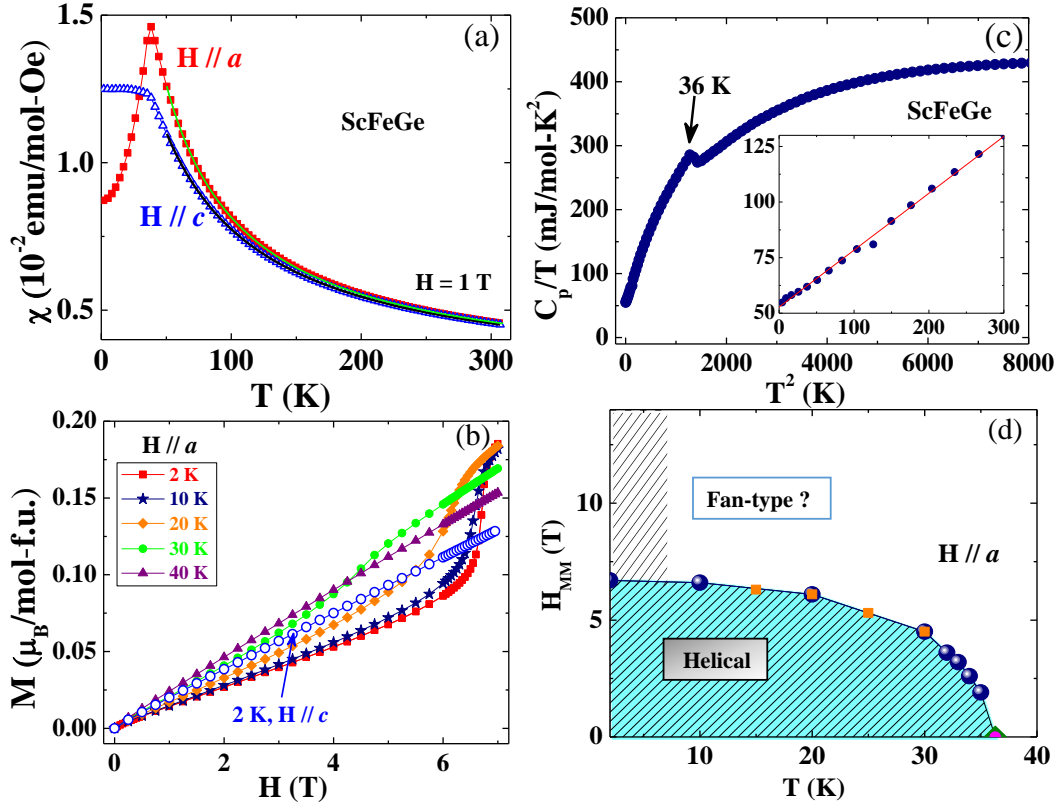 (a)
1.5
1.0
0.5
χ (10⁻² emu/mol-Oe)
H // a
ScFeGe
H // c
H = 1 T
0 100 200 300
T (K)
(c)
500
400
300
200
100
0
C_p/T (mJ/mol-K²)
36 K
ScFeGe
125
100
75
50
0 100 200 300
0 2000 4000 6000 8000
T² (K)
(b)
0.20
0.15
0.10
0.05
0.00
M (μ_B/mol-f.u.)
H // a
2 K
10 K
20 K
30 K
40 K
2 K, H // c
0 2 4 6
H (T)
(d)
10
5
0
H_MM (T)
Fan-type ?
H // a
Helical
10 20 30 40
T (K)